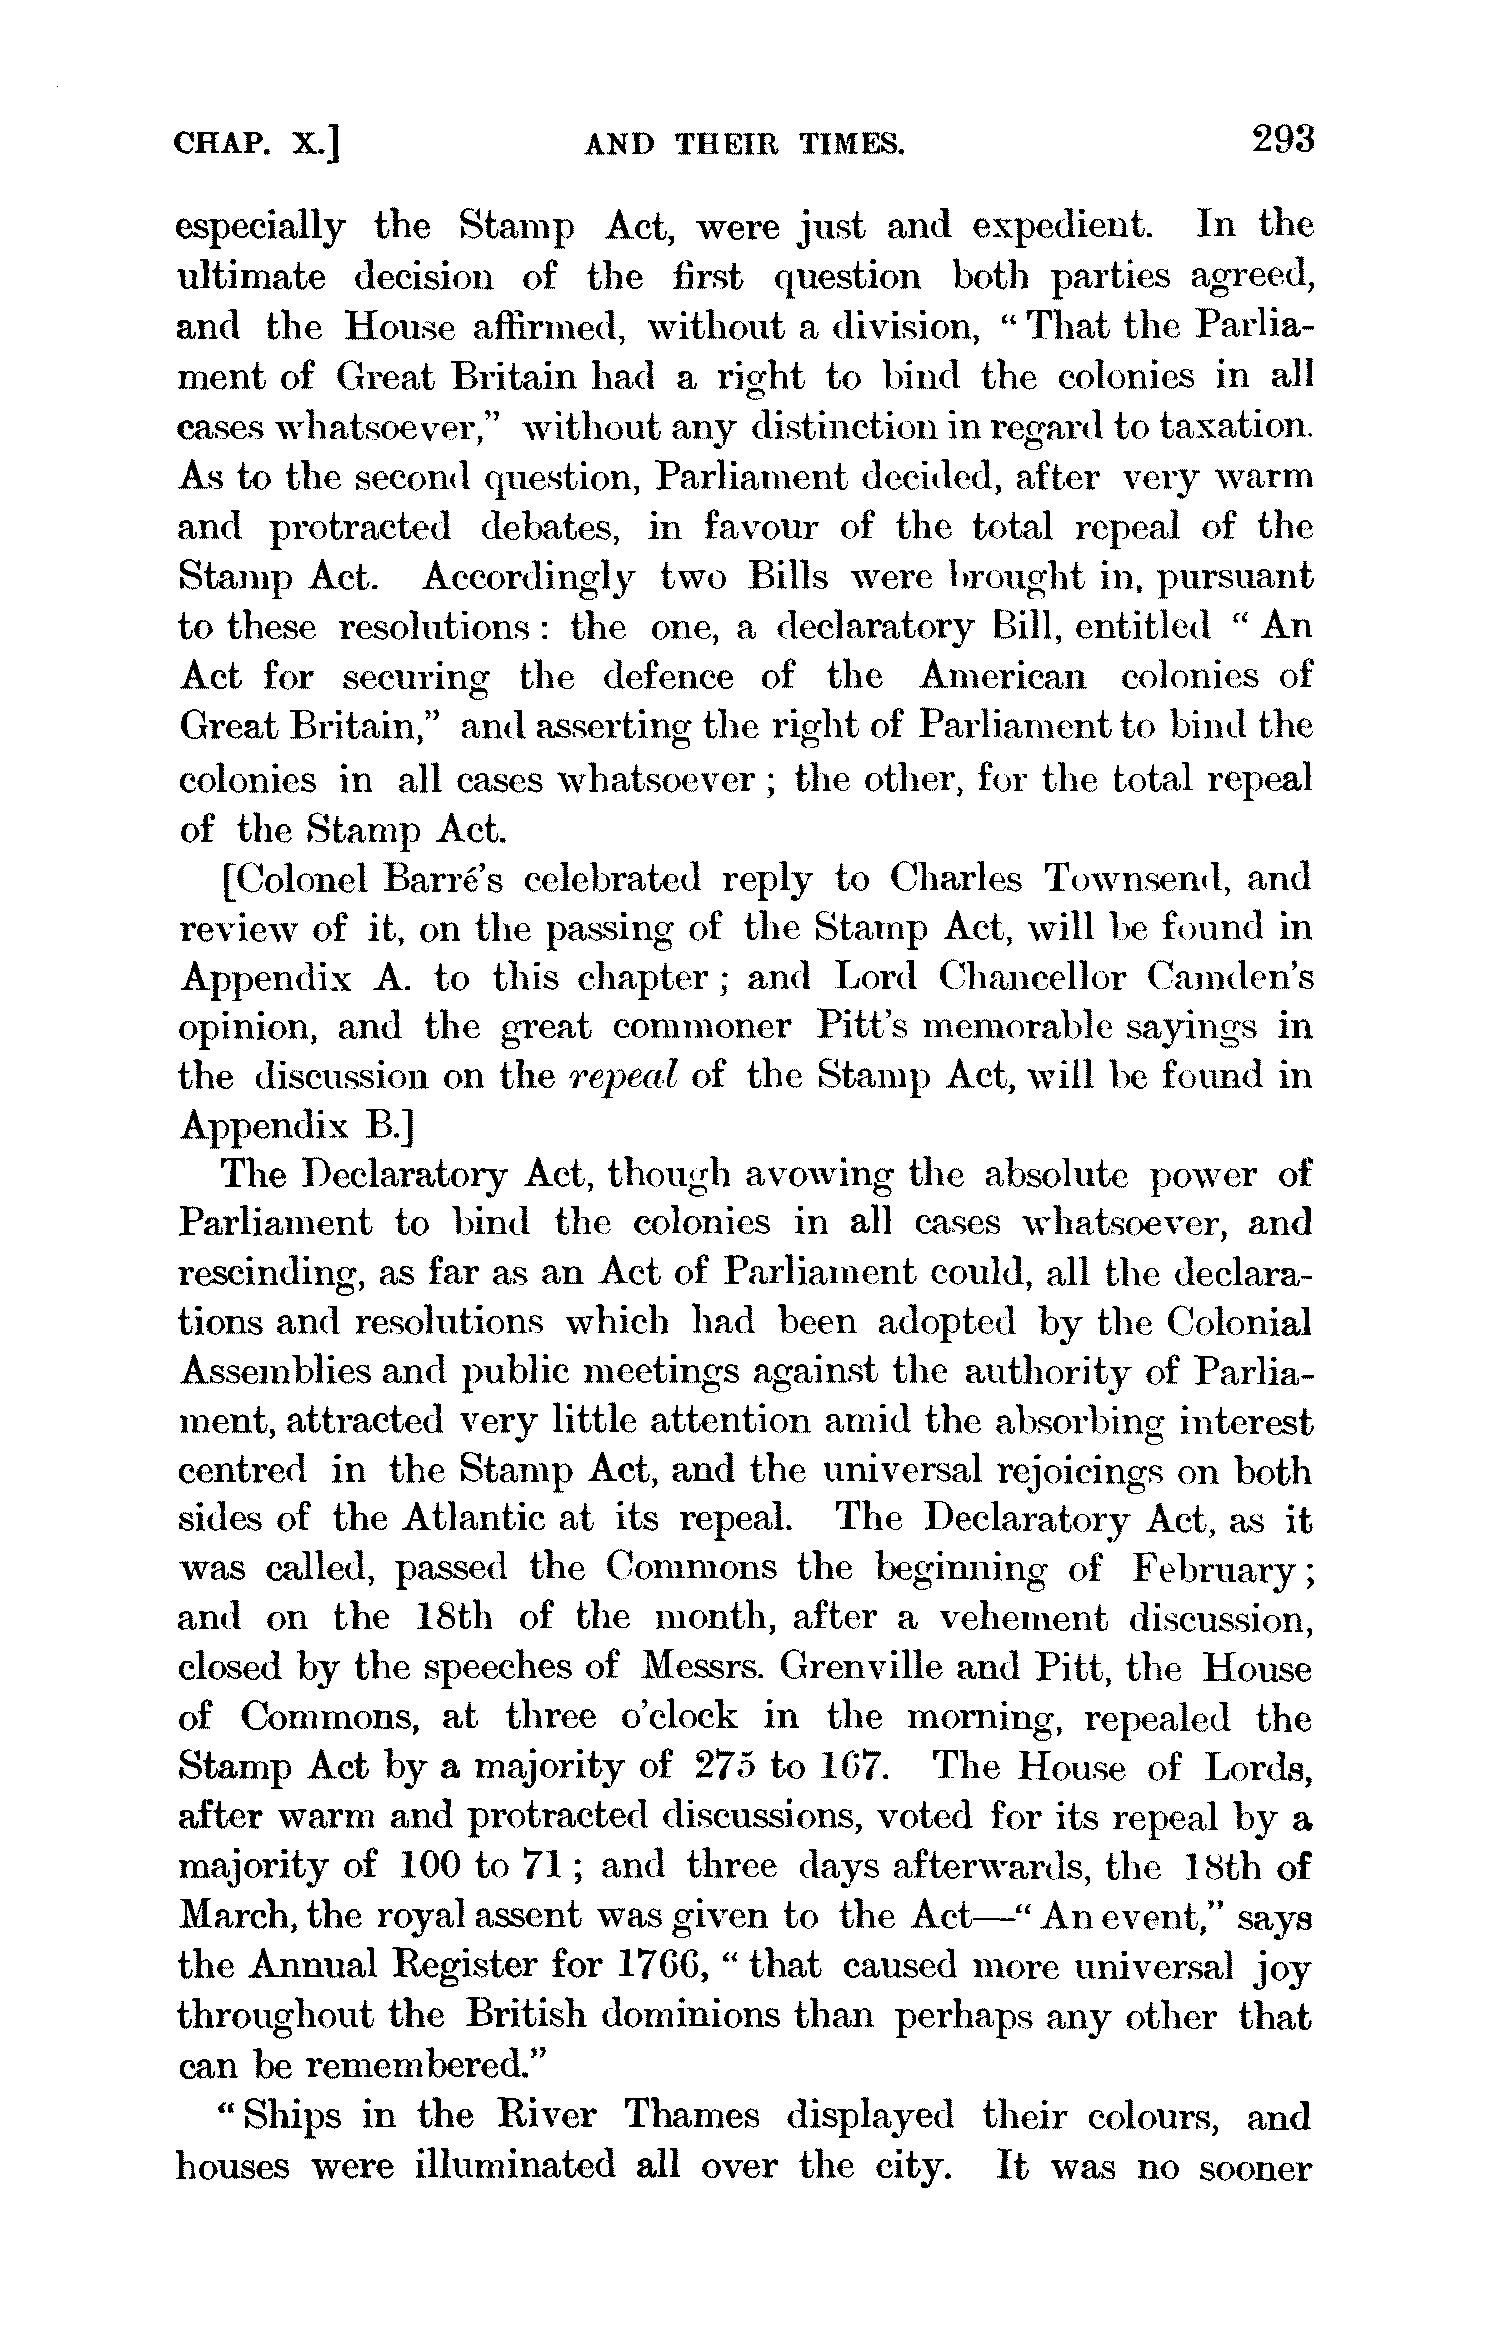 CHAP. X.] AND THEIR TIMES. 293
especially the Stamp Act, were just and expedient. In the
ultimate decision of the first question both parties agreed,
and the House affirmed, without a division, “ That the Parlia-
ment of Great Britain had a right to bind the colonies in all
cases whatsoever,” without any distinction in regard to taxation.
As to the second question, Parliament decided, after very warm
and protracted debates, in favour of the total repeal of the
Stamp Act. Accordingly two Bills were brought in, pursuant
to these resolutions : the one, a declaratory Bill, entitled “ An
Act for securing the defence of the American colonies of
Great Britain,” and asserting the right of Parliament to bind the
colonies in all cases whatsoever ; the other, for the total repeal
of the Stamp Act.
[Colonel Barré’s celebrated reply to Charles Townsend, and
review of it, on the passing of the Stamp Act, will be found in
Appendix A. to this chapter ; and Lord Chancellor Camden’s
opinion, and the great commoner Pitt’s memorable sayings in
the discussion on the repeal of the Stamp Act, will be found in
Appendix B.]
The Declaratory Act, though avowing the absolute power of
Parliament to bind the colonies in all cases whatsoever, and
rescinding, as far as an Act of Parliament could, all the declara-
tions and resolutions which had been adopted by the Colonial
Assemblies and public meetings against the authority of Parlia-
ment, attracted very little attention amid the absorbing interest
centred in the Stamp Act, and the universal rejoicings on both
sides of the Atlantic at its repeal. The Declaratory Act, as it
was called, passed the Commons the beginning of February ;
and on the 18th of the month, after a vehement discussion,
closed by the speeches of Messrs. Grenville and Pitt, the House
of Commons, at three o’clock in the morning, repealed the
Stamp Act by a majority of 275 to 167. The House of Lords,
after warm and protracted discussions, voted for its repeal by a
majority of 100 to 71 ; and three days afterwards, the 18th of
March, the royal assent was given to the Act—“ An event,” says
the Annual Register for 1766, “ that caused more universal joy
throughout the British dominions than perhaps any other that
can be remembered.”
“ Ships in the River Thames displayed their colours, and
houses were illuminated all over the city. It was no sooner